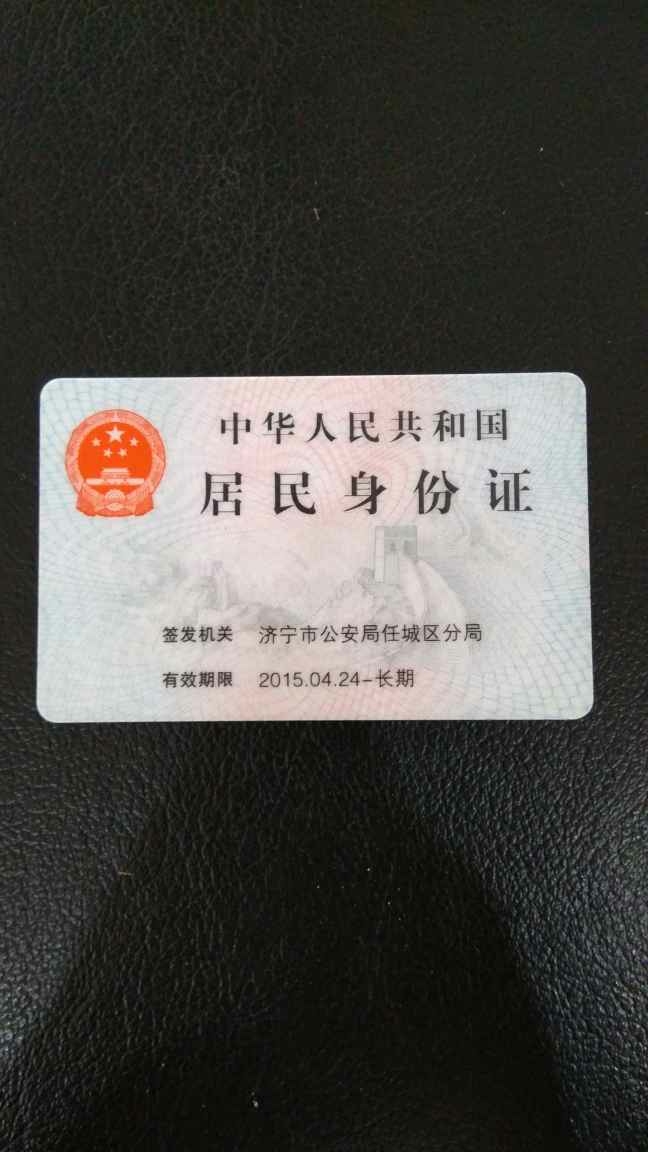 中华人民共和国
居民身份证
签发机关 济宁市公安局任城区分局
有效期限 2015.04.24-长期